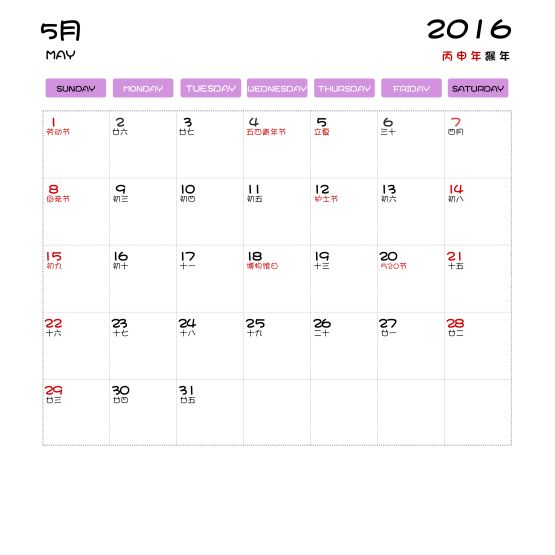 5月 2016
MAY 丙申年猴年
SUNDAY MONDAY TUESDAY WEDNESDAY THURSDAY FRIDAY SATURDAY
1 2 3 4 5 6 7
劳动节 廿六 廿七 五四青年节 立夏 三十 四月
8 9 10 11 12 13 14
母亲节 初三 初四 初五 护士节 初六 初八
15 16 17 18 19 20 21
初九 初十 十一 博物馆日 十三 520节 十五
22 23 24 25 26 27 28
十六 十七 十八 十九 二十 廿一 廿二
29 30 31
廿三 廿四 廿五